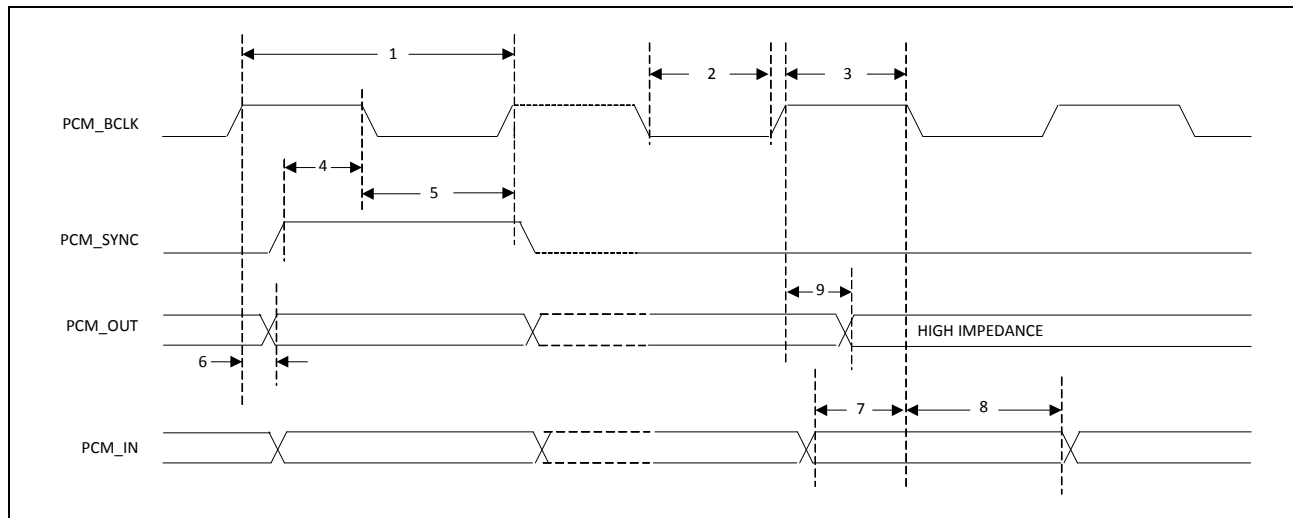 1
2
3
PCM_BCLK
4
5
PCM_SYNC
9
PCM_OUT
HIGH IMPEDANCE
6
7
8
PCM_IN